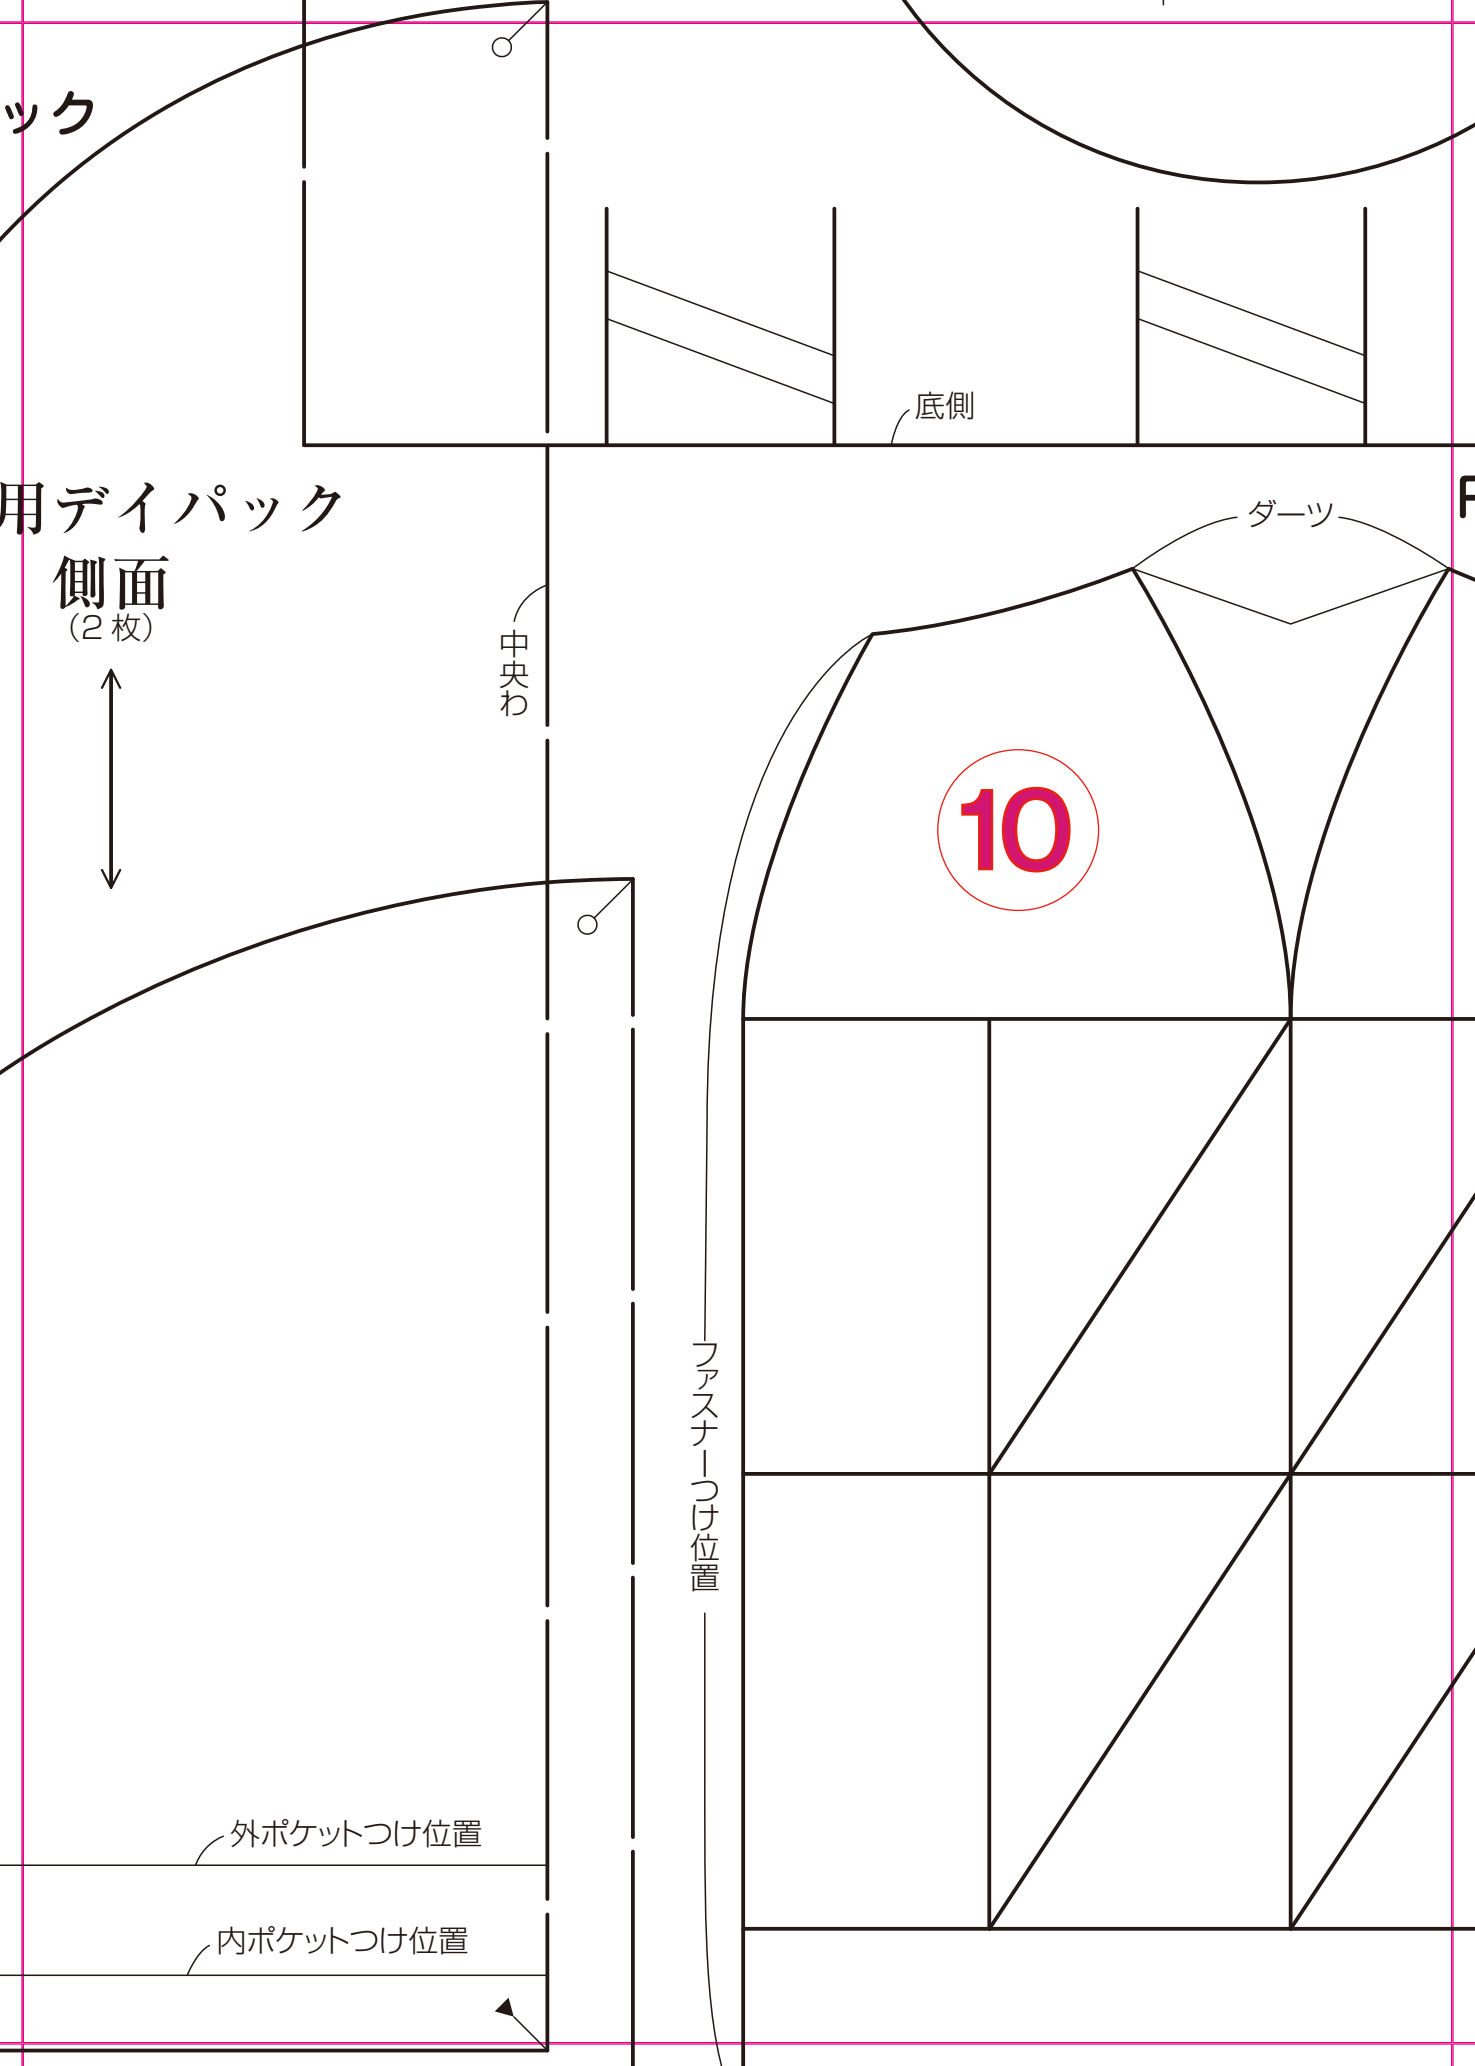 ック
底側
用デイパック
側面
(2枚)
ダーツ
中央わ
10
ファスナーつけ位置
外ポケットつけ位置
内ポケットつけ位置